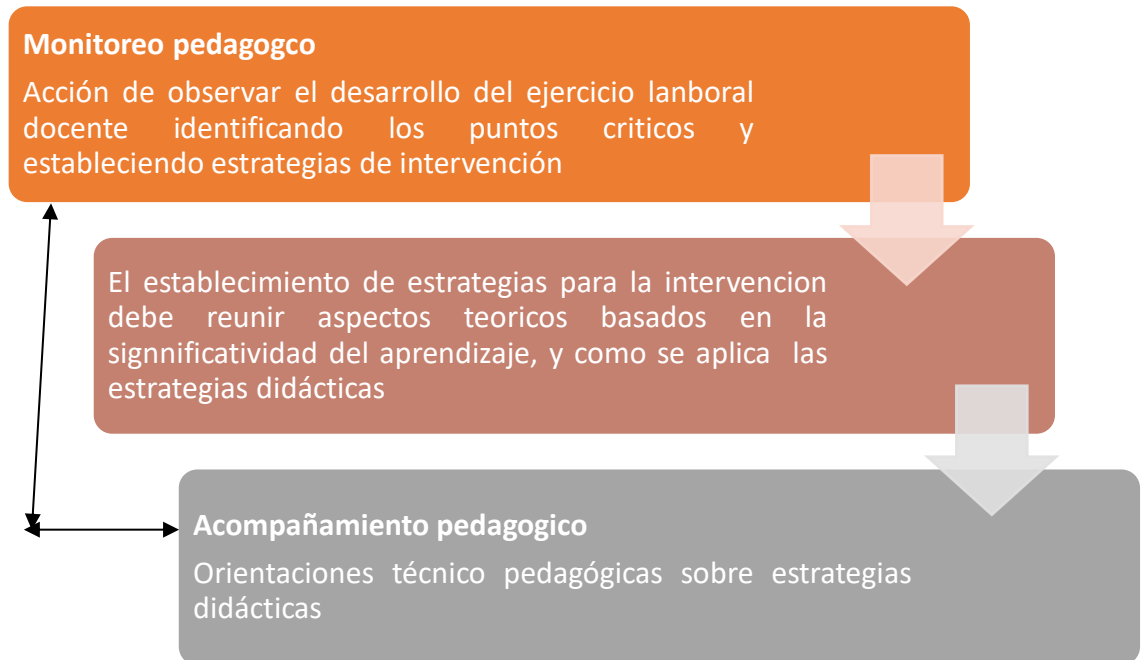 Monitoreo pedagogco
Acción de observar el desarrollo del ejercicio lanboral
docente identificando los puntos criticos y
estableciendo estrategias de intervención
El establecimiento de estrategias para la intervencion
debe reunir aspectos teoricos basados en la
signnificatividad del aprendizaje, y como se aplica las
estrategias didácticas
Acompañamiento pedagogico
Orientaciones técnico pedagógicas sobre estrategias
didácticas